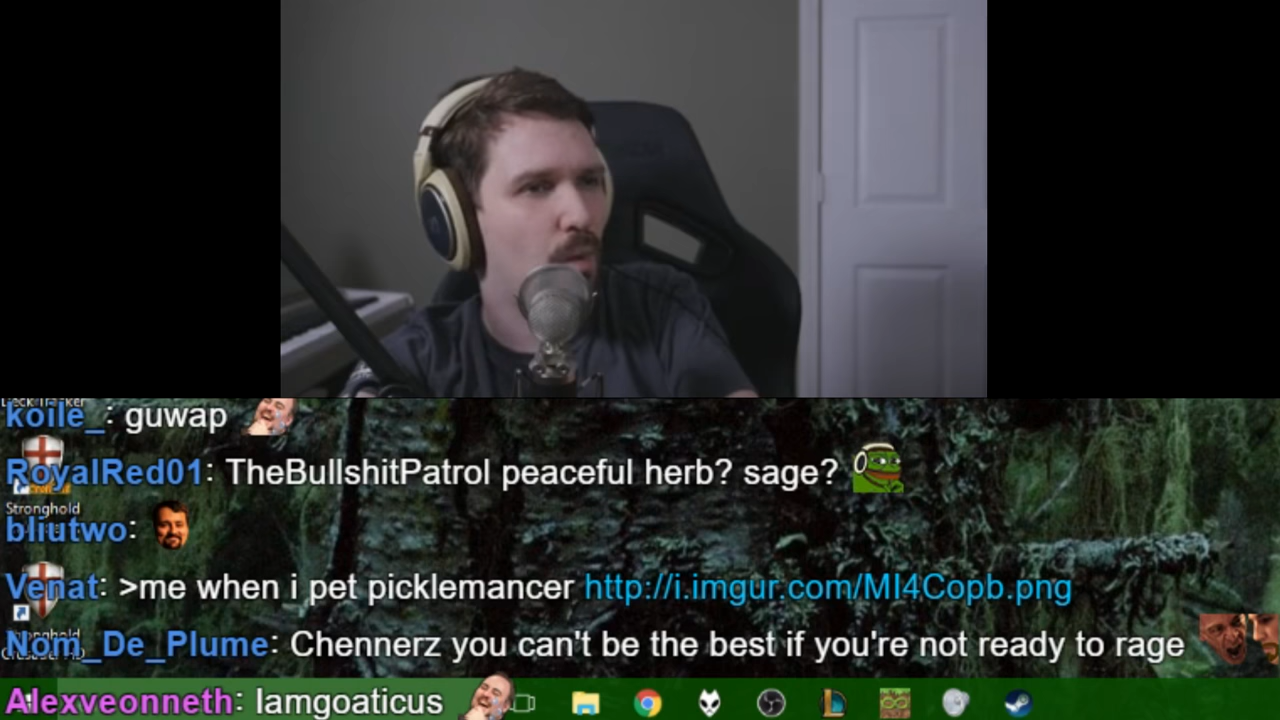 koile_: guwap
RoyalRed01: TheBullshitPatrol peaceful herb? sage?
Stronghold
bliutwo:
Venat: >me when i pet picklemancer http://i.imgur.com/MI4Copb.png
Nom_De_Plume: Chennerz you can't be the best if you're not ready to rage
Alexveonneth: Iamgoaticus